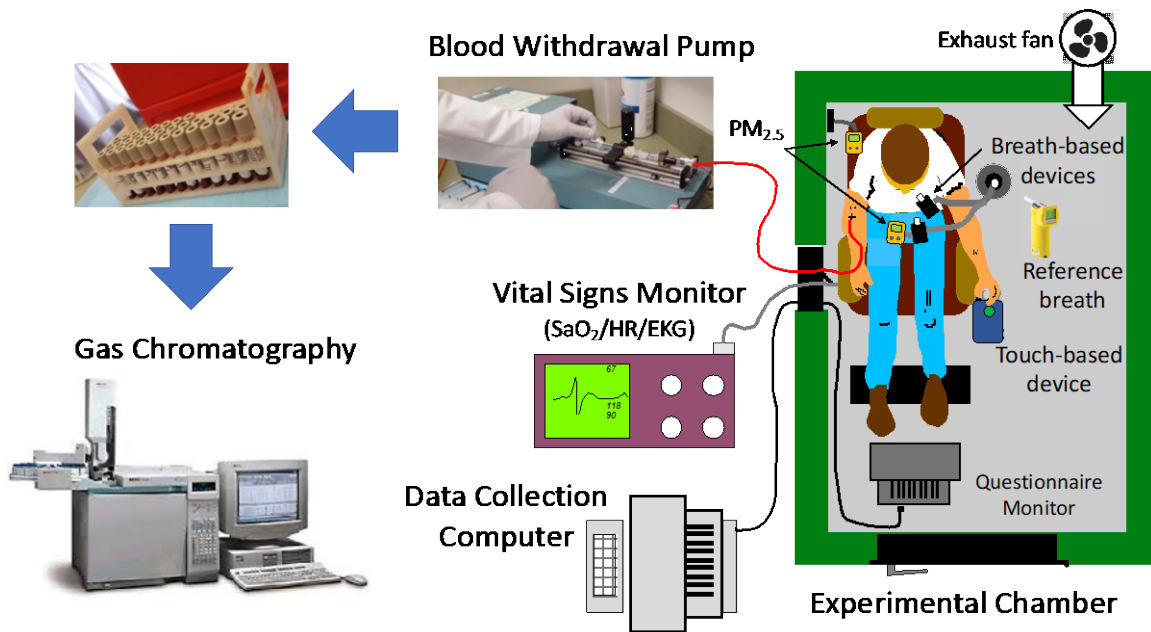 Blood Withdrawal Pump
Exhaust fan
PM2.5
Breath-based
devices
Reference
breath
Vital Signs Monitor
(SaO2/HR/EKG)
67
118
90
Touch-based
device
Gas Chromatography
Data Collection
Computer
Questionnaire
Monitor
Experimental Chamber